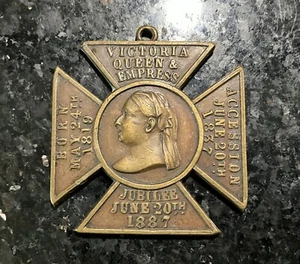 VICTORIA
QUEEN &
EMPRESS
BORN
MAY 24TH
1819
ACCESSION
JUNE 20TH
1837
JUBILEE
JUNE 20TH
1887